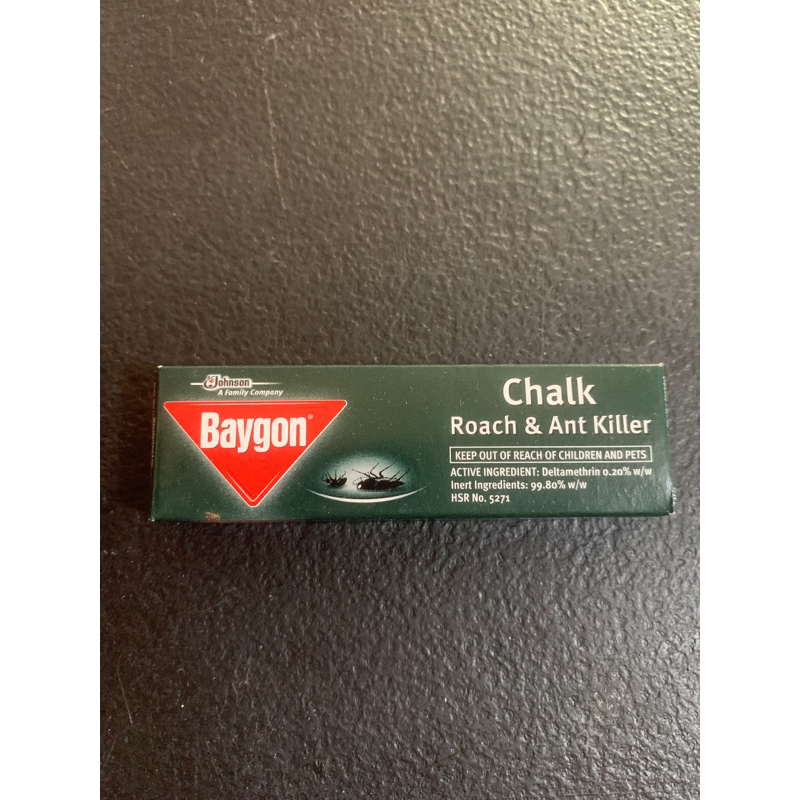 SC Johnson
A Family Company
Baygon®
Chalk
Roach & Ant Killer
KEEP OUT OF REACH OF CHILDREN AND PETS
ACTIVE INGREDIENT: Deltamethrin 0.20% w/w
Inert Ingredients: 99.80% w/w
HSR No. 5271